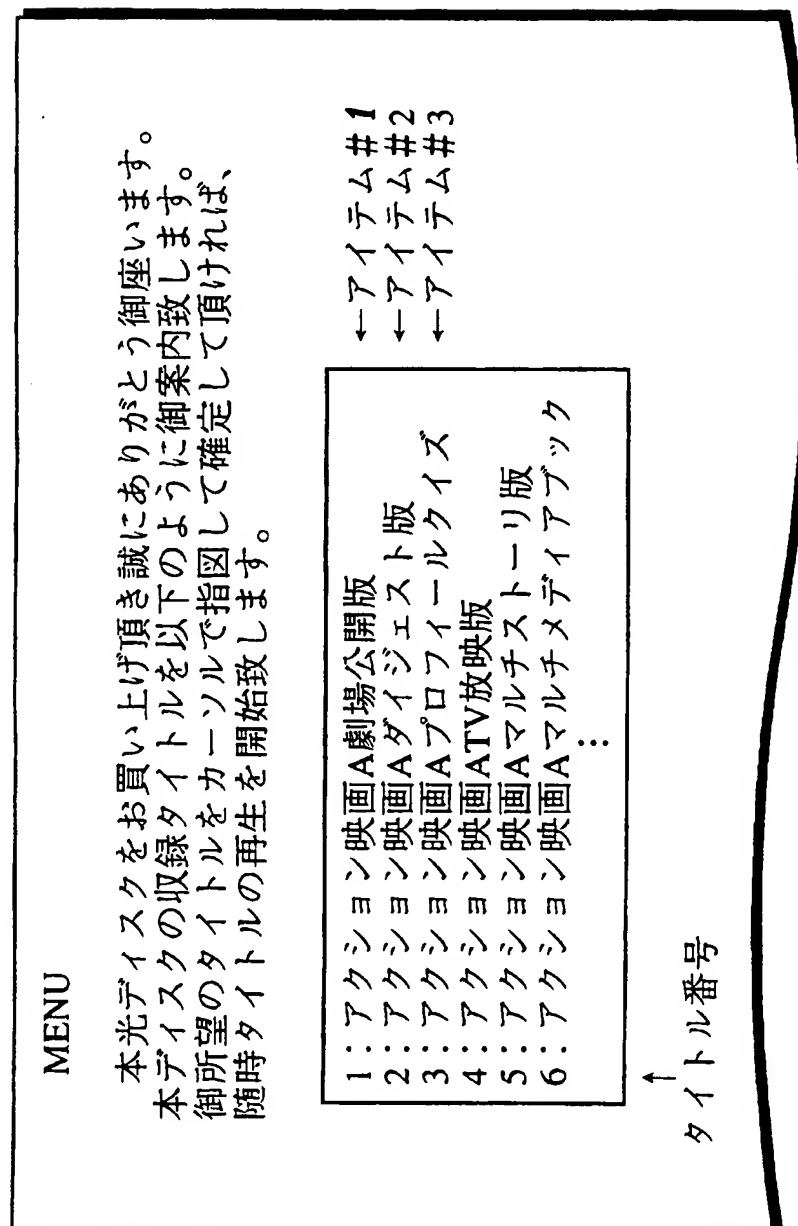 MENU
本光ディスクをお買い上げ頂き誠にありがとう御座います。
本ディスクの収録タイトルを以下のように御案内致します。
御所望のタイトルをカーソルで指図して確定して頂ければ、
随時タイトルの再生を開始致します。
1:アクション映画A劇場公開版 ←アイテム#1
2:アクション映画Aダイジェスト版 ←アイテム#2
3:アクション映画Aプロフィールクイズ ←アイテム#3
4:アクション映画ATV放映版
5:アクション映画Aマルチストーリ版
6:アクション映画Aマルチメディアブック
⋮
↑
タイトル番号